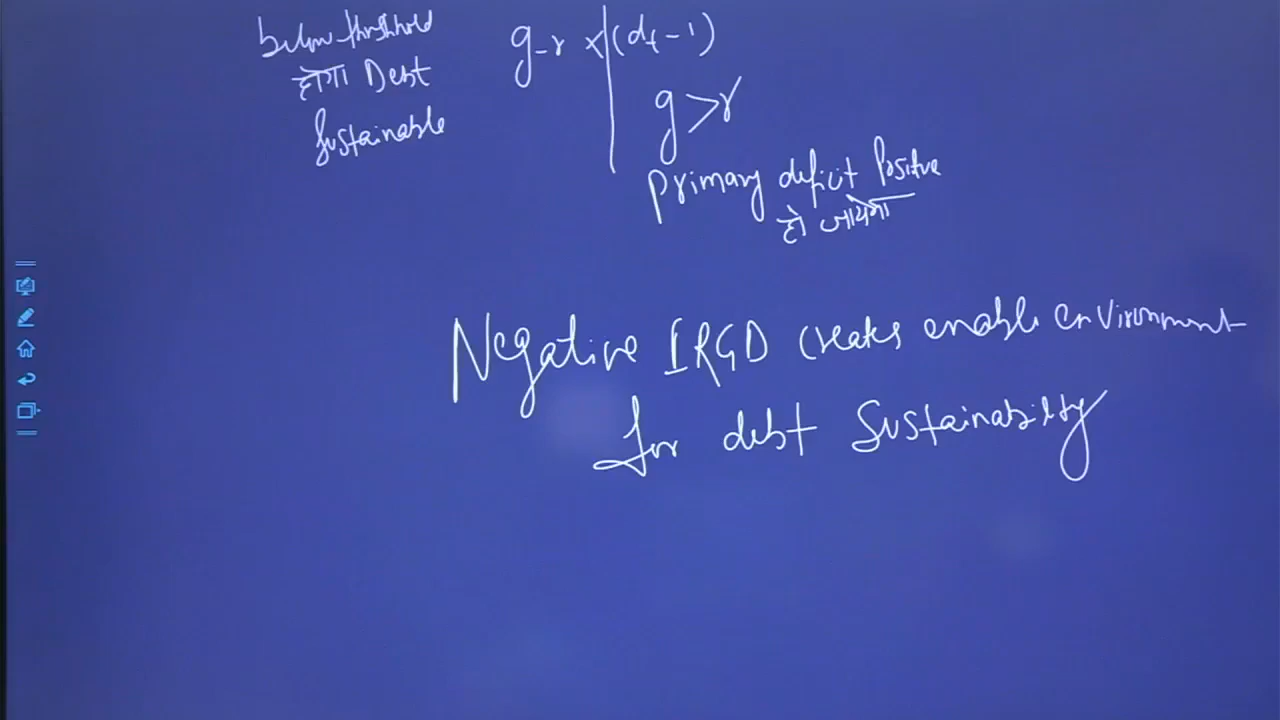 below threshold
होगा Debt
Sustainable
g-r × (dt-1)
g>r
Primary deficit Positive
हो जायेगा
Negative IRGD creates enable environment
for debt Sustainability